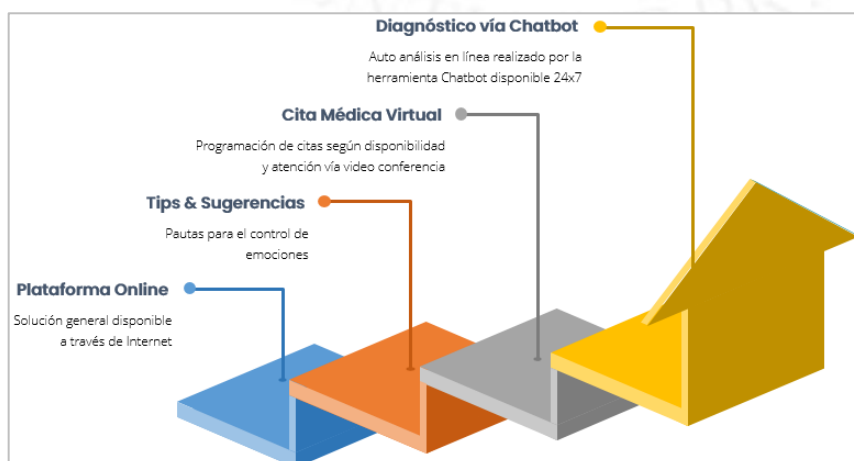 Diagnóstico vía Chatbot
Auto análisis en línea realizado por la
herramienta Chatbot disponible 24x7
Cita Médica Virtual
Programación de citas según disponibilidad
y atención vía video conferencia
Tips & Sugerencias
Pautas para el control de
emociones
Plataforma Online
Solución general disponible
a través de Internet